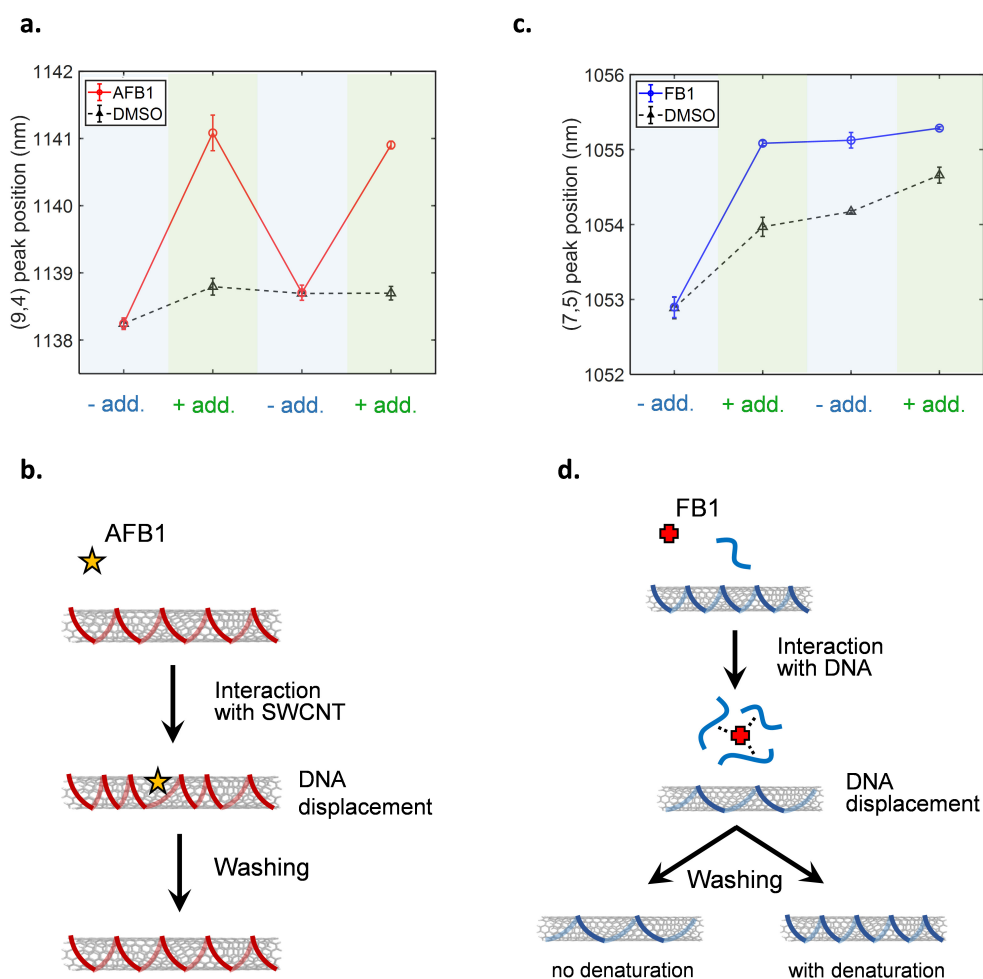 a.
1142
1141
1140
1139
1138
(9,4) peak position (nm)
AFB1
DMSO
- add.
+ add.
- add.
+ add.
c.
1056
1055
1054
1053
1052
(7,5) peak position (nm)
FB1
DMSO
- add.
+ add.
- add.
+ add.
b.
AFB1
Interaction
with SWCNT
DNA
displacement
Washing
d.
FB1
Interaction
with DNA
DNA
displacement
Washing
no denaturation
with denaturation